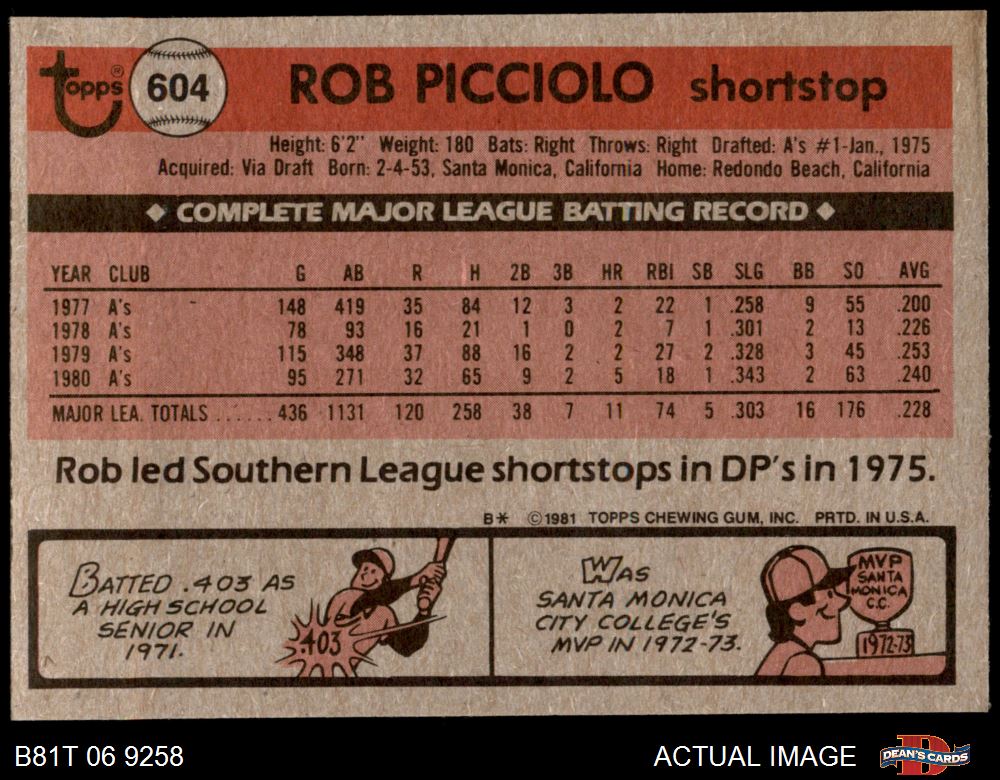 topps® 604 ROB PICCIOLO shortstop
Height: 6'2" Weight: 180 Bats: Right Throws: Right Drafted: A's #1-Jan., 1975
Acquired: Via Draft Born: 2-4-53, Santa Monica, California Home: Redondo Beach, California
◆ COMPLETE MAJOR LEAGUE BATTING RECORD ◆
YEAR CLUB G AB R H 2B 3B HR RBI SB SLG BB SO AVG
1977 A's 148 419 35 84 12 3 2 22 1 .258 9 55 .200
1978 A's 78 93 16 21 1 0 2 7 1 .301 2 13 .226
1979 A's 115 348 37 88 16 2 2 27 2 .328 3 45 .253
1980 A's 95 271 32 65 9 2 5 18 1 .343 2 63 .240
MAJOR LEA. TOTALS ...... 436 1131 120 258 38 7 11 74 5 .303 16 176 .228
Rob led Southern League shortstops in DP's in 1975.
B* ©1981 TOPPS CHEWING GUM, INC. PRTD. IN U.S.A.
BATTED .403 AS
A HIGH SCHOOL
SENIOR IN
1971.
.403
WAS
SANTA MONICA
CITY COLLEGE'S
MVP IN 1972-73.
MVP
SANTA
MONICA
C.C.
1972-73
B81T 06 9258 ACTUAL IMAGE DEAN'S CARDS